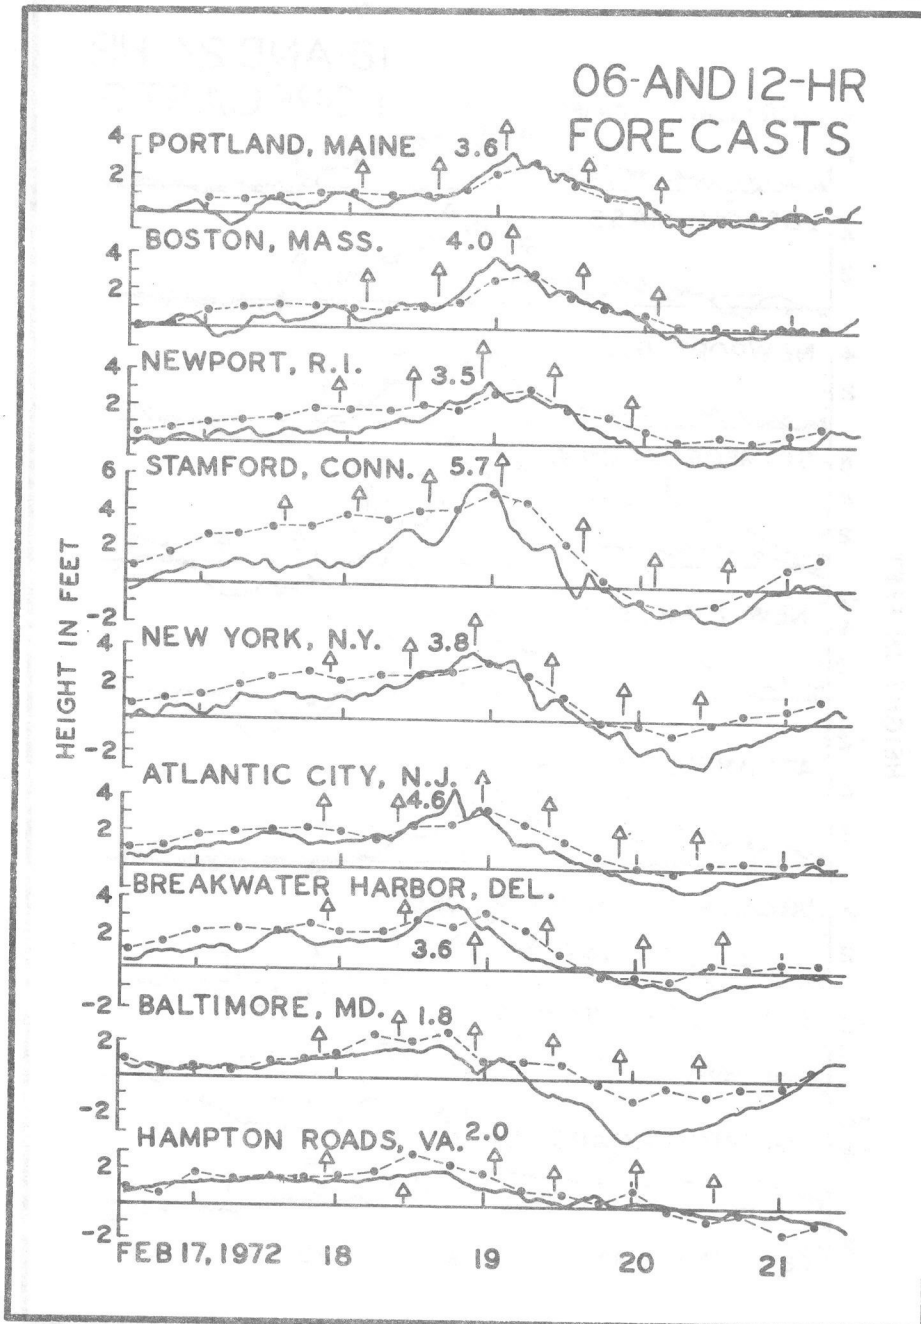 06-AND 12-HR
FORECASTS
HEIGHT IN FEET
4
2
PORTLAND, MAINE 3.6
4
2
BOSTON, MASS. 4.0
4
2
NEWPORT, R.I. 3.5
6
4
2
-2
STAMFORD, CONN. 5.7
4
2
-2
NEW YORK, N.Y. 3.8
4
2
ATLANTIC CITY, N.J. 4.6
4
2
-2
BREAKWATER HARBOR, DEL.
3.6
2
-2
BALTIMORE, MD. 1.8
2
-2
HAMPTON ROADS, VA. 2.0
FEB 17, 1972 18 19 20 21